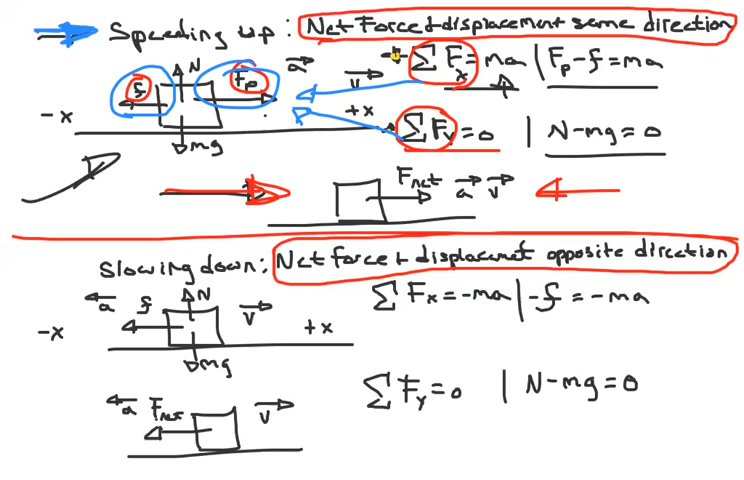 Speeding up: Net Force + displacement same direction
N f Fp a v ΣFx = ma | Fp - f = ma
-x +x
mg ΣFy = 0 | N - mg = 0
Fnet a v
Slowing down: Net force + displacement opposite direction
a f N v ΣFx = -ma | -f = -ma
-x +x
mg
ΣFy = 0 | N - mg = 0
a Fnet v